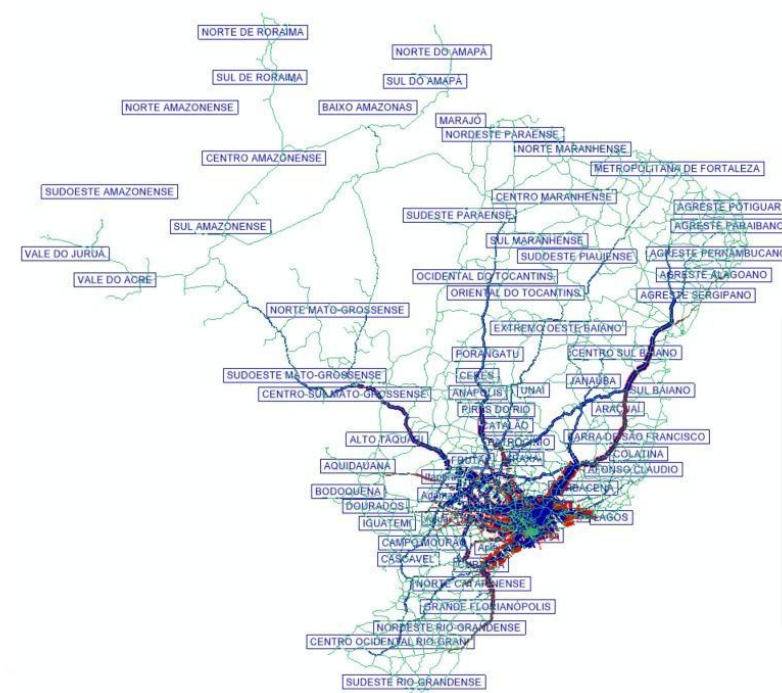 NORTE DE RORAIMA
NORTE DO AMAPÁ
SUL DE RORAIMA
SUL DO AMAPÁ
NORTE AMAZONENSE
BAIXO AMAZONAS
MARAJÓ
NORDESTE PARAENSE
NORTE MARANHENSE
CENTRO AMAZONENSE
METROPOLITANA DE FORTALEZA
SUDOESTE AMAZONENSE
CENTRO MARANHENSE
AGRESTE POTIGUAR
SUDESTE PARAENSE
SUL AMAZONENSE
AGRESTE PARAIBANO
SUL MARANHENSE
VALE DO JURUÁ
SUDOESTE PIAUIENSE
AGRESTE PERNAMBUCANO
VALE DO ACRE
OCIDENTAL DO TOCANTINS
AGRESTE ALAGOANO
ORIENTAL DO TOCANTINS
AGRESTE SERGIPANO
NORTE MATO-GROSSENSE
EXTREMO OESTE BAIANO
PORANGATU
CENTRO SUL BAIANO
SUDOESTE MATO-GROSSENSE
CERES
JANAÚBA
CENTRO-SUL MATO-GROSSENSE
ANÁPOLIS
UNAÍ
SUL BAIANO
PIRES DO RIO
ARAÇUAÍ
CATALÃO
ALTO TAQUARI
PATROCÍNIO
BARRA DE SÃO FRANCISCO
ARAXÁ
COLATINA
AQUIDAUANA
AFONSO CLÁUDIO
BODOQUENA
DOURADOS
LAGOS
IGUATEMI
CAMPO MOURÃO
CASCAVEL
NORTE CATARINENSE
GRANDE FLORIANÓPOLIS
NORDESTE RIO-GRANDENSE
CENTRO OCIDENTAL RIO-GRAN
SUDESTE RIO-GRANDENSE